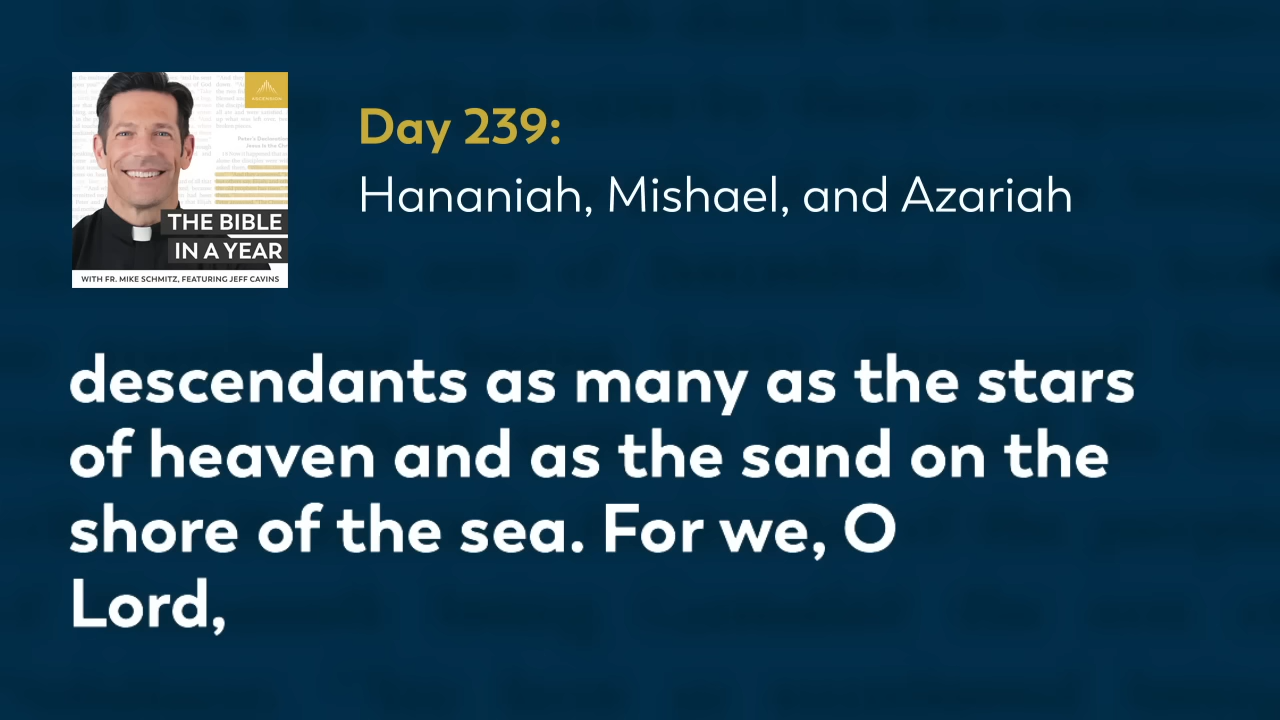 ASCENSION
Day 239:
Hananiah, Mishael, and Azariah
THE BIBLE
IN A YEAR
WITH FR. MIKE SCHMITZ, FEATURING JEFF CAVINS
descendants as many as the stars
of heaven and as the sand on the
shore of the sea. For we, O
Lord,